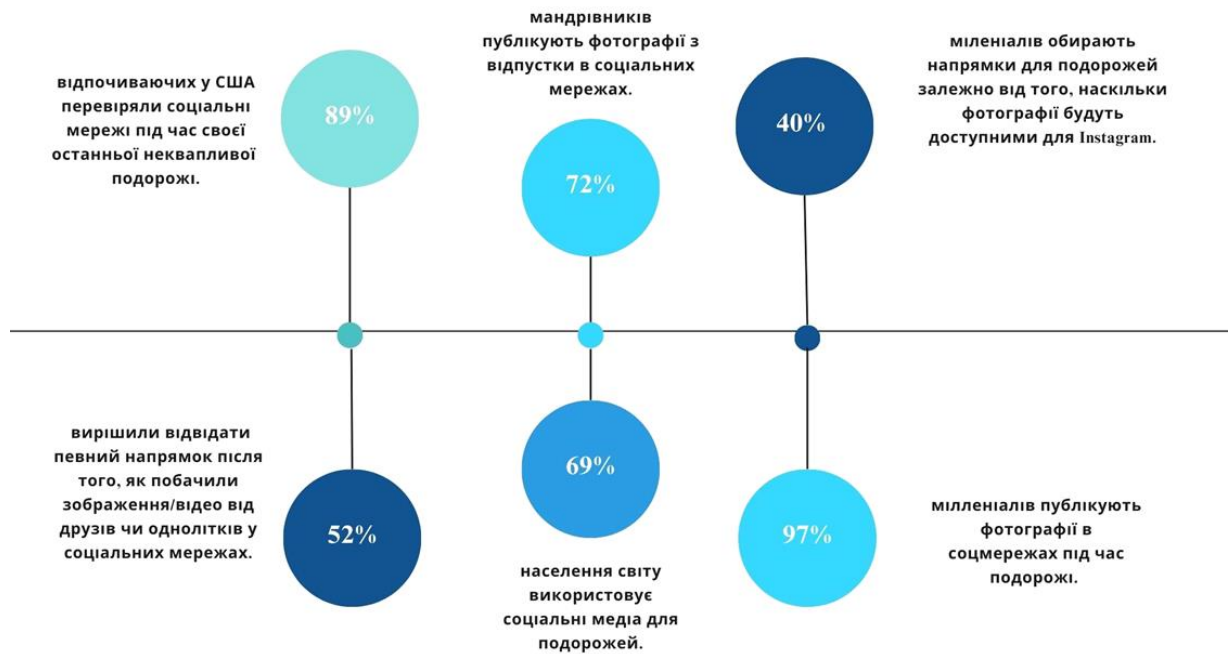 відпочиваючих у США
перевіряли соціальні
мережі під час своєї
останньої неквапливої
подорожі.
89%
мандрівників
публікують фотографії з
відпустки в соціальних
мережах.
72%
40%
міленіалів обирають
напрямки для подорожей
залежно від того, наскільки
фотографії будуть
доступними для Instagram.
вирішили відвідати
певний напрямок після
того, як побачили
зображення/відео від
друзів чи однолітків у
соціальних мережах.
52%
69%
населення світу
використовує
соціальні медіа для
подорожей.
97%
мілленіалів публікують
фотографії в
соцмережах під час
подорожі.